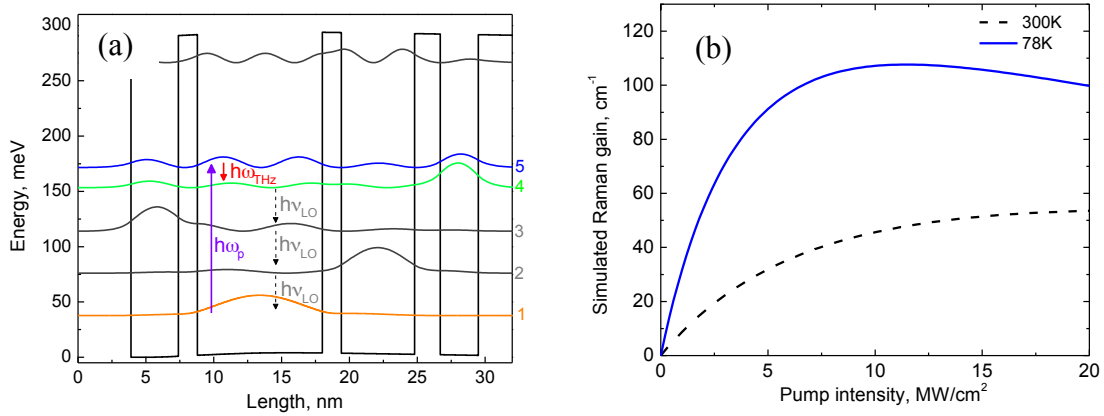 (a)
Energy, meV
300
250
200
150
100
50
0
5
4
3
2
1
ħω_THz
hν_LO
hν_LO
hν_LO
ħω_p
0 5 10 15 20 25 30
Length, nm
(b)
300K
78K
Simulated Raman gain, cm⁻¹
120
100
80
60
40
20
0
0 5 10 15 20
Pump intensity, MW/cm²